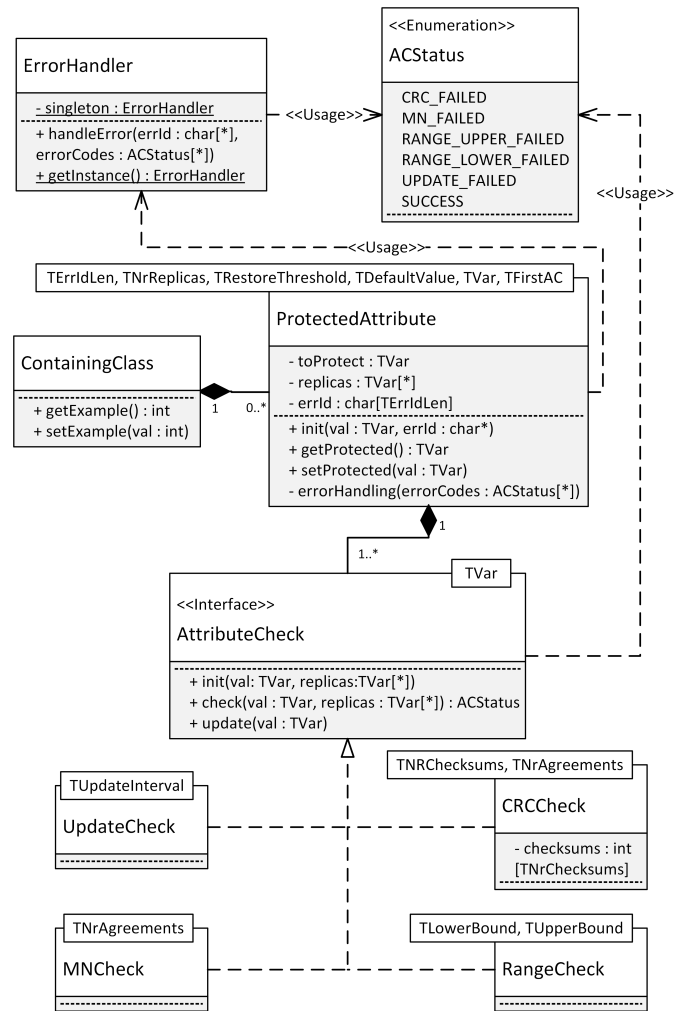 <<Enumeration>>
ACStatus
CRC_FAILED
MN_FAILED
RANGE_UPPER_FAILED
RANGE_LOWER_FAILED
UPDATE_FAILED
SUCCESS
ErrorHandler
- singleton : ErrorHandler
+ handleError(errId : char[*],
errorCodes : ACStatus[*])
+ getInstance() : ErrorHandler
<<Usage>>
<<Usage>>
<<Usage>>
TErrIdLen, TNrReplicas, TRestoreThreshold, TDefaultValue, TVar, TFirstAC
ProtectedAttribute
- toProtect : TVar
- replicas : TVar[*]
- errId : char[TErrIdLen]
+ init(val : TVar, errId : char*)
+ getProtected() : TVar
+ setProtected(val : TVar)
- errorHandling(errorCodes : ACStatus[*])
ContainingClass
+ getExample() : int
+ setExample(val : int)
1
0..*
1
1..*
TVar
<<Interface>>
AttributeCheck
+ init(val: TVar, replicas:TVar[*])
+ check(val : TVar, replicas : TVar[*]) : ACStatus
+ update(val : TVar)
TUpdateInterval
UpdateCheck
TNRChecksums, TNrAgreements
CRCCheck
- checksums : int
[TNrChecksums]
TNrAgreements
MNCheck
TLowerBound, TUpperBound
RangeCheck